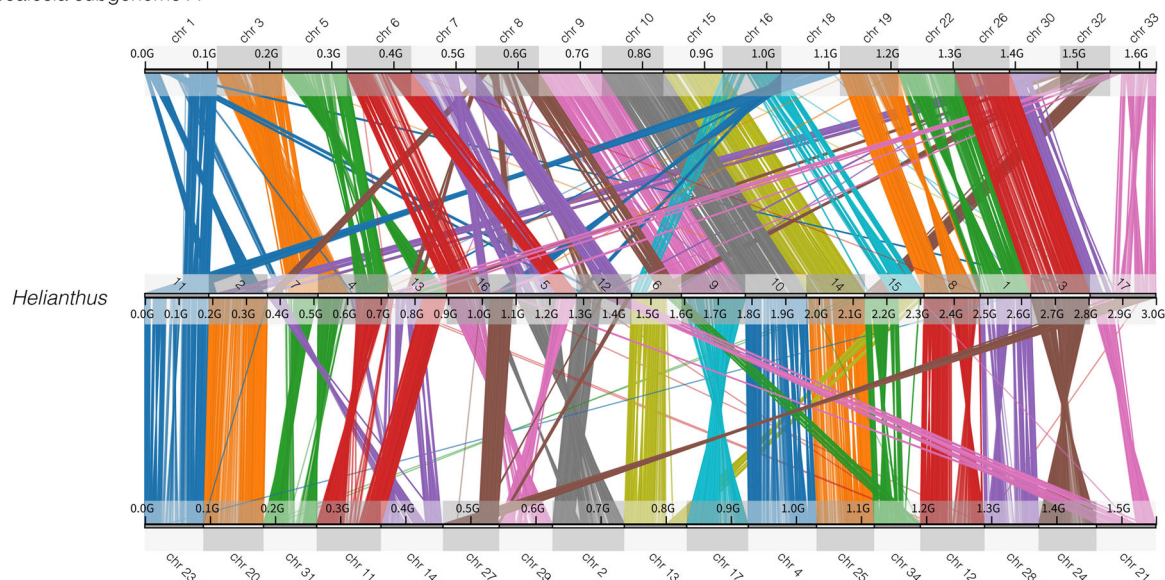 chr 1 chr 3 chr 5 chr 6 chr 7 chr 8 chr 9 chr 10 chr 15 chr 16 chr 18 chr 19 chr 22 chr 26 chr 30 chr 32 chr 33
0.0G 0.1G 0.2G 0.3G 0.4G 0.5G 0.6G 0.7G 0.8G 0.9G 1.0G 1.1G 1.2G 1.3G 1.4G 1.5G 1.6G
11 2 7 4 13 16 5 12 6 9 10 14 15 8 1 3 17
Helianthus
0.0G 0.1G 0.2G 0.3G 0.4G 0.5G 0.6G 0.7G 0.8G 0.9G 1.0G 1.1G 1.2G 1.3G 1.4G 1.5G 1.6G 1.7G 1.8G 1.9G 2.0G 2.1G 2.2G 2.3G 2.4G 2.5G 2.6G 2.7G 2.8G 2.9G 3.0G
0.0G 0.1G 0.2G 0.3G 0.4G 0.5G 0.6G 0.7G 0.8G 0.9G 1.0G 1.1G 1.2G 1.3G 1.4G 1.5G
chr 23 chr 20 chr 31 chr 11 chr 14 chr 27 chr 29 chr 2 chr 13 chr 17 chr 4 chr 25 chr 34 chr 12 chr 28 chr 24 chr 21